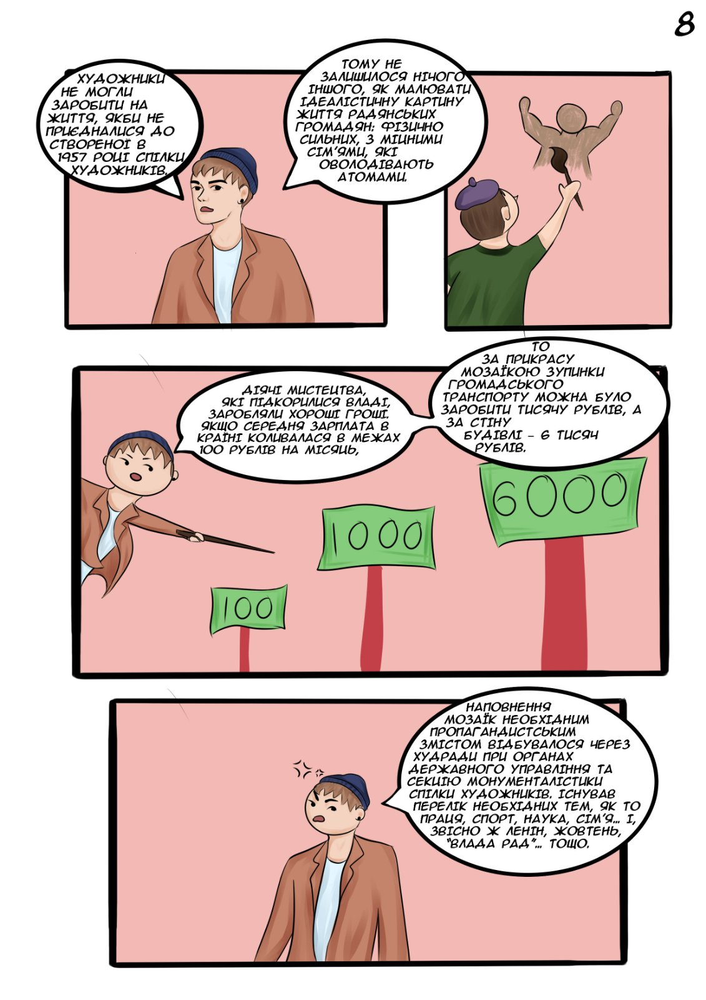 8
ХУДОЖНИКИ
НЕ МОГЛИ
ЗАРОБИТИ НА
ЖИТТЯ, ЯКБИ НЕ
ПРИЄДНАЛИСЯ ДО
СТВОРЕНОЇ В
1957 РОЦІ СПІЛКИ
ХУДОЖНИКІВ.
ТОМУ НЕ
ЗАЛИШИЛОСЯ НІЧОГО
ІНШОГО, ЯК МАЛЮВАТИ
ІДЕАЛІСТИЧНУ КАРТИНУ
ЖИТТЯ РАДЯНСЬКИХ
ГРОМАДЯН: ФІЗИЧНО
СИЛЬНИХ, З МІЦНИМИ
СІМ'ЯМИ, ЯКІ
ОВОЛОДІВАЮТЬ
АТОМАМИ.
ДІЯЧІ МИСТЕЦТВА,
ЯКІ ПІДКОРИЛИСЯ ВЛАДІ,
ЗАРОБЛЯЛИ ХОРОШІ ГРОШІ.
ЯКЩО СЕРЕДНЯ ЗАРПЛАТА В
КРАЇНІ КОЛИВАЛАСЯ В МЕЖАХ
100 РУБЛІВ НА МІСЯЦЬ,
ТО
ЗА ПРИКРАСУ
МОЗАЇКОЮ ЗУПИНКИ
ГРОМАДСЬКОГО
ТРАНСПОРТУ МОЖНА БУЛО
ЗАРОБИТИ ТИСЯЧУ РУБЛІВ, А
ЗА СТІНУ
БУДІВЛІ - 6 ТИСЯЧ
РУБЛІВ.
100
1000
6000
НАПОВНЕННЯ
МОЗАЇК НЕОБХІДНИМ
ПРОПАГАНДИСТСЬКИМ
ЗМІСТОМ ВІДБУВАЛОСЯ ЧЕРЕЗ
ХУДРАДИ ПРИ ОРГАНАХ
ДЕРЖАВНОГО УПРАВЛІННЯ ТА
СЕКЦІЮ МОНУМЕНТАЛІСТИКИ
СПІЛКИ ХУДОЖНИКІВ. ІСНУВАВ
ПЕРЕЛІК НЕОБХІДНИХ ТЕМ, ЯК ТО
ПРАЦЯ, СПОРТ, НАУКА, СІМ'Я... І,
ЗВІСНО Ж ЛЕНІН, ЖОВТЕНЬ,
"ВЛАДА РАД"... ТОЩО.